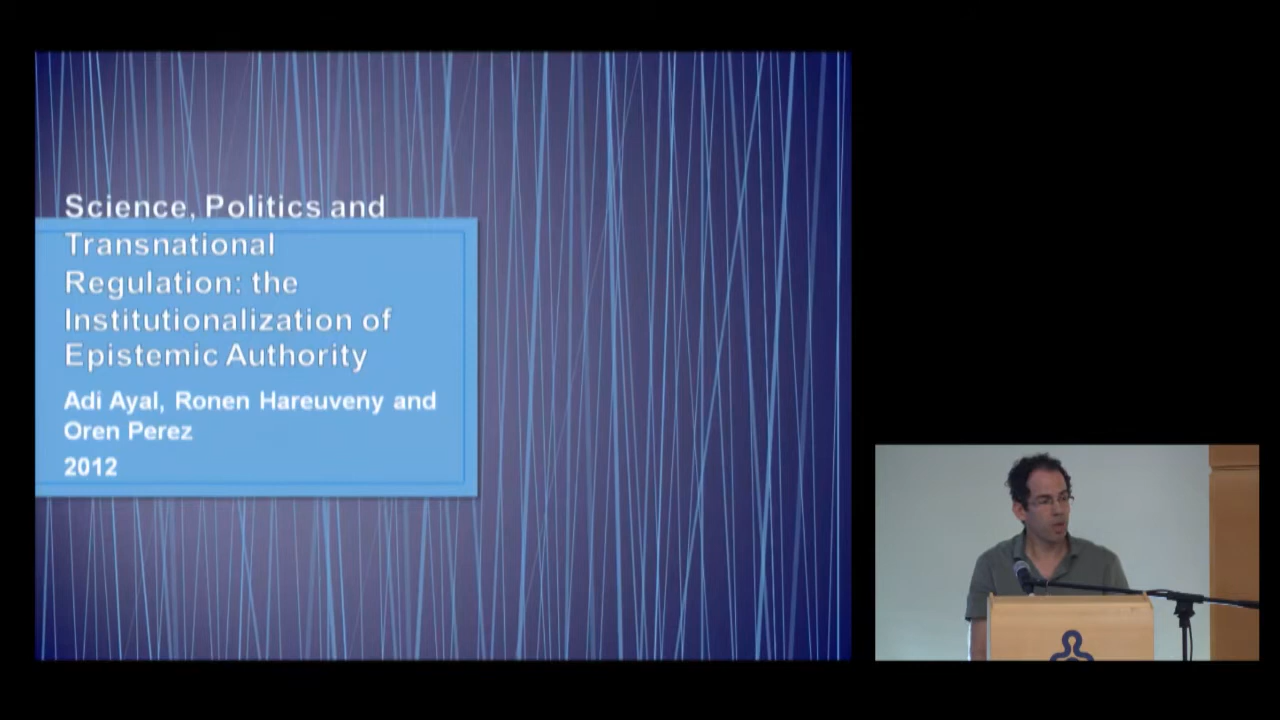 Science, Politics and
Transnational
Regulation: the
Institutionalization of
Epistemic Authority
Adi Ayal, Ronen Hareuveny and
Oren Perez
2012